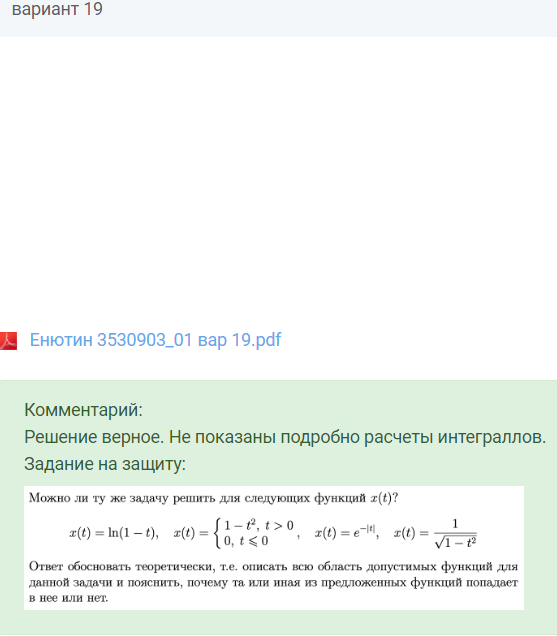 вариант 19
Енютин 3530903_01 вар 19.pdf
Комментарий:
Решение верное. Не показаны подробно расчеты интеграллов.
Задание на защиту:
Можно ли ту же задачу решить для следующих функций x(t)?
x(t) = ln(1 − t), x(t) = { 1 − t², t > 0 ; 0, t ⩽ 0 , x(t) = e^{−|t|}, x(t) = 1/√(1 − t²)
Ответ обосновать теоретически, т.е. описать всю область допустимых функций для
данной задачи и пояснить, почему та или иная из предложенных функций попадает
в нее или нет.